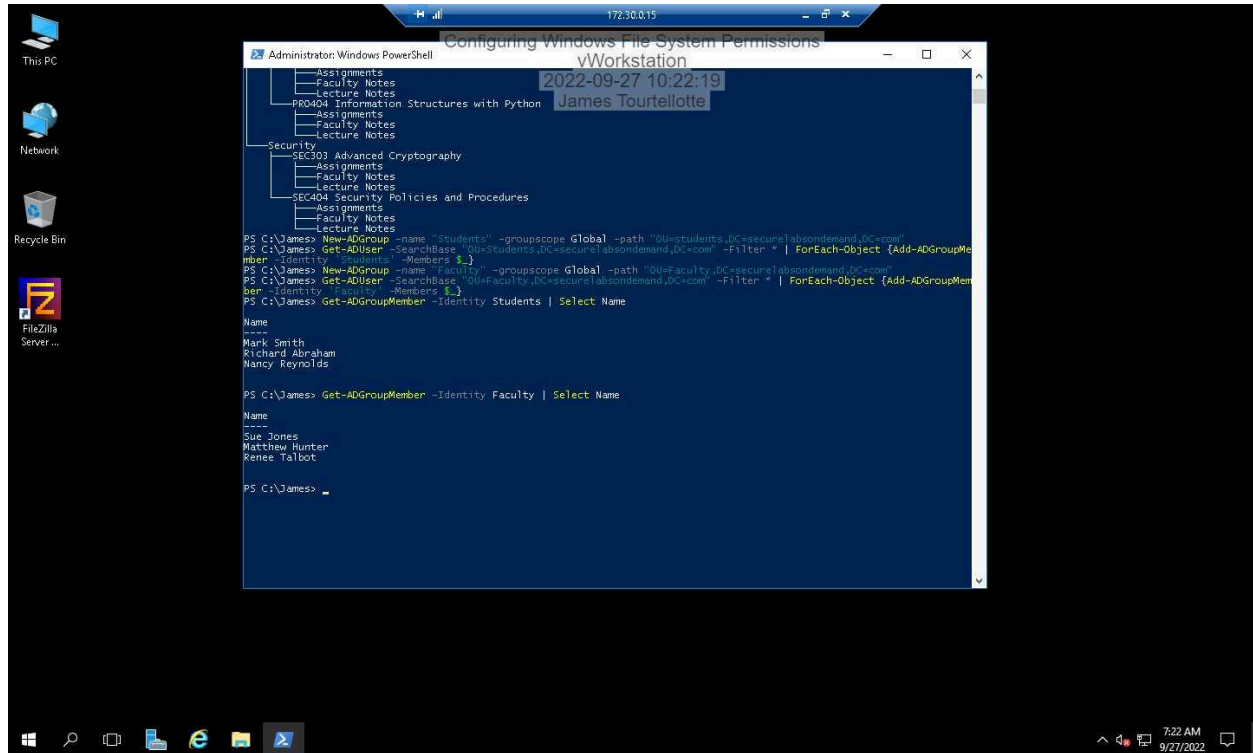 172.30.0.15
This PC
Network
Recycle Bin
FileZilla
Server ...
Administrator: Windows PowerShell
Configuring Windows File System Permissions
vWorkstation
2022-09-27 10:22:19
James Tourtellotte
Assignments
Faculty Notes
Lecture Notes
PRO404 Information Structures with Python
Assignments
Faculty Notes
Lecture Notes
Security
SEC303 Advanced Cryptography
Assignments
Faculty Notes
Lecture Notes
SEC404 Security Policies and Procedures
Assignments
Faculty Notes
Lecture Notes
PS C:\James> New-ADGroup -name "Students" -groupscope Global -path "OU=students,DC=securelabsondemand,DC=com"
PS C:\James> Get-ADUser -SearchBase "OU=Students,DC=securelabsondemand,DC=com" -Filter * | ForEach-Object {Add-ADGroupMe
mber -Identity 'Students' -Members $_}
PS C:\James> New-ADGroup -name "Faculty" -groupscope Global -path "OU=Faculty,DC=securelabsondemand,DC=com"
PS C:\James> Get-ADUser -SearchBase "OU=Faculty,DC=securelabsondemand,DC=com" -Filter * | ForEach-Object {Add-ADGroupMem
ber -Identity 'Faculty' -Members $_}
PS C:\James> Get-ADGroupMember -Identity Students | Select Name
Name
----
Mark Smith
Richard Abraham
Nancy Reynolds
PS C:\James> Get-ADGroupMember -Identity Faculty | Select Name
Name
----
Sue Jones
Matthew Hunter
Renee Talbot
PS C:\James> _
7:22 AM
9/27/2022